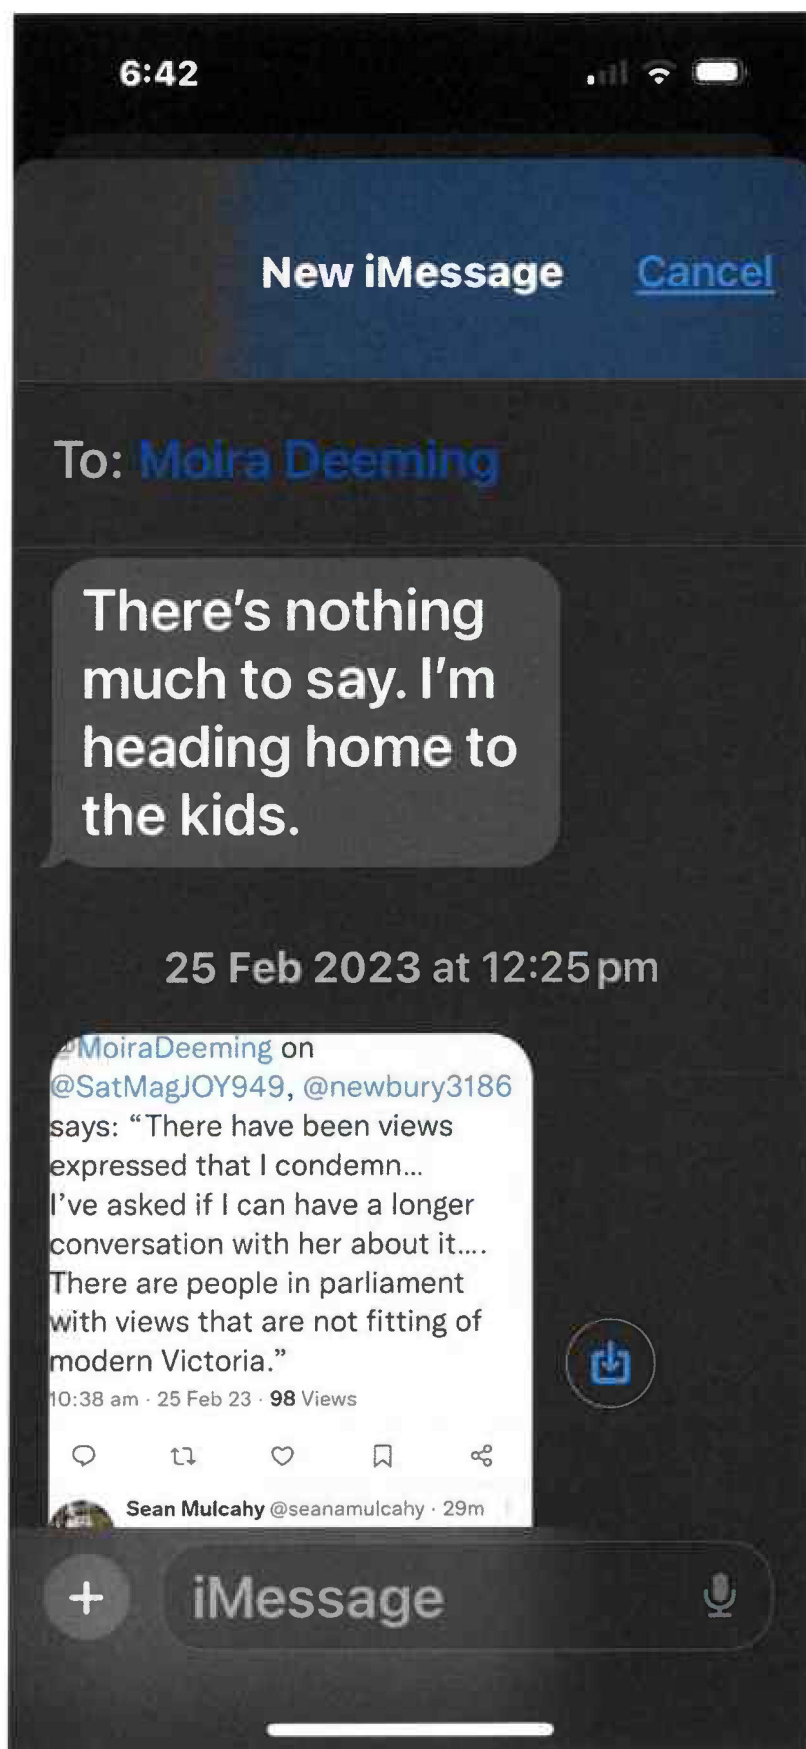 6:42
New iMessage
Cancel
To: Moira Deeming
There's nothing
much to say. I'm
heading home to
the kids.
25 Feb 2023 at 12:25 pm
@MoiraDeeming on
@SatMagJOY949, @newbury3186
says: “There have been views
expressed that I condemn...
I've asked if I can have a longer
conversation with her about it....
There are people in parliament
with views that are not fitting of
modern Victoria.”
10:38 am · 25 Feb 23 · 98 Views
Sean Mulcahy @seanamulcahy · 29m
iMessage